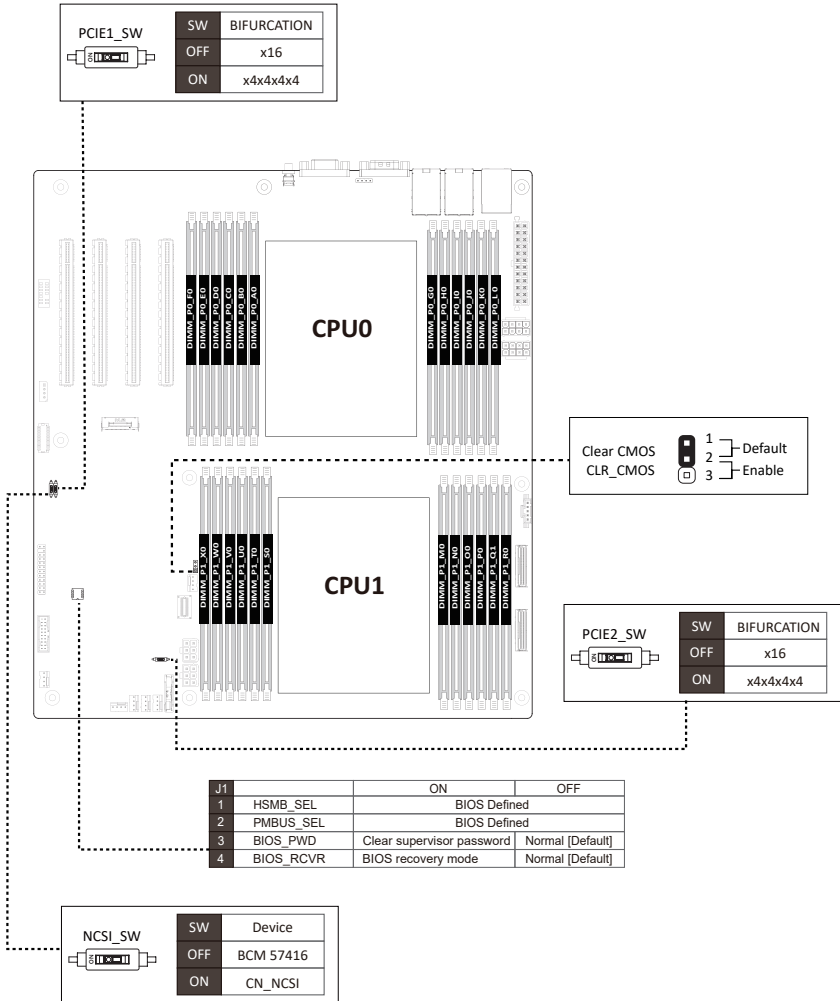 PCIE1_SW
ON
SW BIFURCATION
OFF x16
ON x4x4x4x4
DIMM_P0_F0
DIMM_P0_E0
DIMM_P0_D0
DIMM_P0_C0
DIMM_P0_B0
DIMM_P0_A0
CPU0
DIMM_P0_G0
DIMM_P0_H0
DIMM_P0_I0
DIMM_P0_J0
DIMM_P0_K0
DIMM_P0_L0
Clear CMOS
CLR_CMOS
1
2
3
Default
Enable
DIMM_P1_X0
DIMM_P1_W0
DIMM_P1_V0
DIMM_P1_U0
DIMM_P1_T0
DIMM_P1_S0
CPU1
DIMM_P1_M0
DIMM_P1_N0
DIMM_P1_O0
DIMM_P1_P0
DIMM_P1_Q1
DIMM_P1_R0
PCIE2_SW
ON
SW BIFURCATION
OFF x16
ON x4x4x4x4
J1 ON OFF
1 HSMB_SEL BIOS Defined
2 PMBUS_SEL BIOS Defined
3 BIOS_PWD Clear supervisor password Normal [Default]
4 BIOS_RCVR BIOS recovery mode Normal [Default]
NCSI_SW
ON
SW Device
OFF BCM 57416
ON CN_NCSI